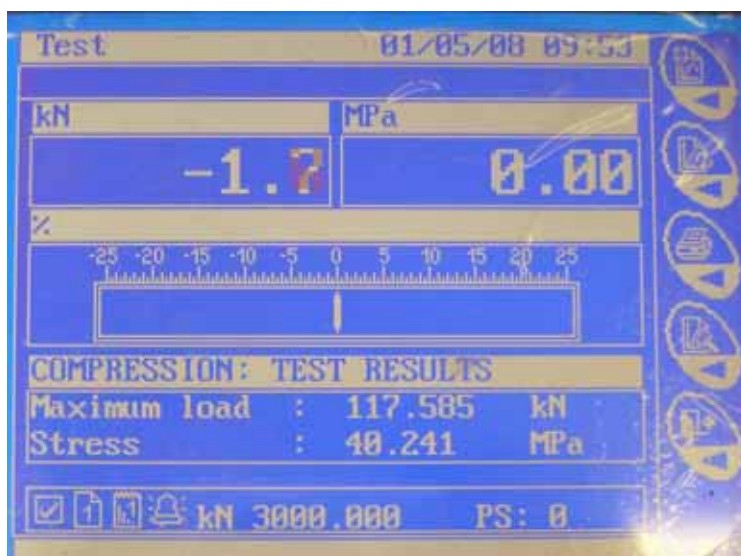 Test 01/05/08 09:53
kN MPa
0.00
%
-25 -20 -15 -10 -5 0 5 10 15 20 25
COMPRESSION: TEST RESULTS
Maximum load : 117.585 kN
Stress : 40.241 MPa
kN 3000.000 PS: 0